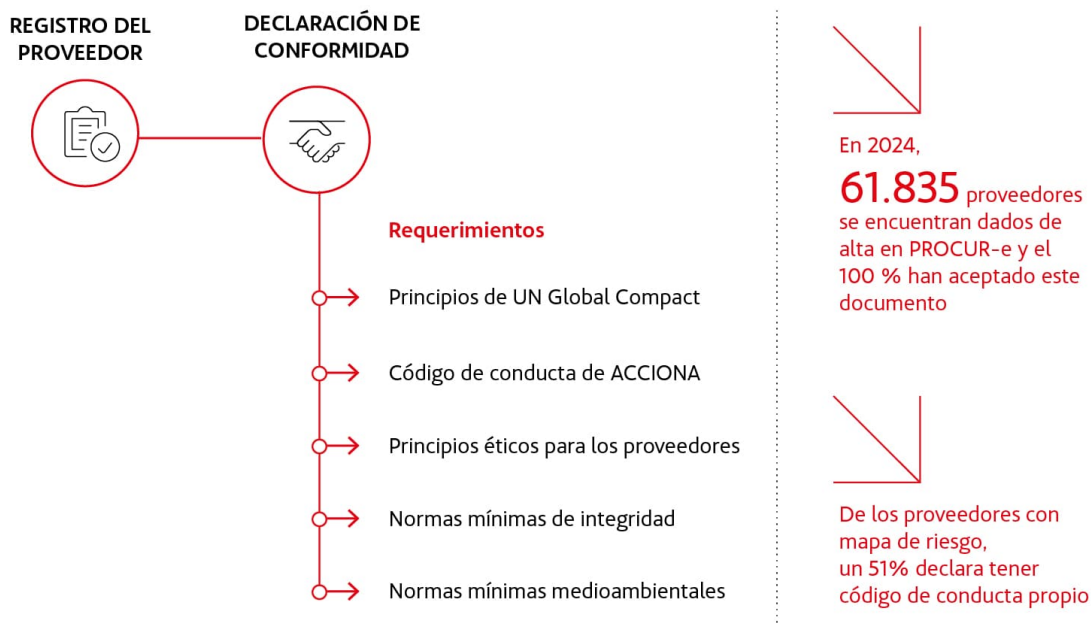 REGISTRO DEL
PROVEEDOR
DECLARACIÓN DE
CONFORMIDAD
Requerimientos
Principios de UN Global Compact
Código de conducta de ACCIONA
Principios éticos para los proveedores
Normas mínimas de integridad
Normas mínimas medioambientales
En 2024,
61.835 proveedores
se encuentran dados de
alta en PROCUR-e y el
100 % han aceptado este
documento
De los proveedores con
mapa de riesgo,
un 51% declara tener
código de conducta propio